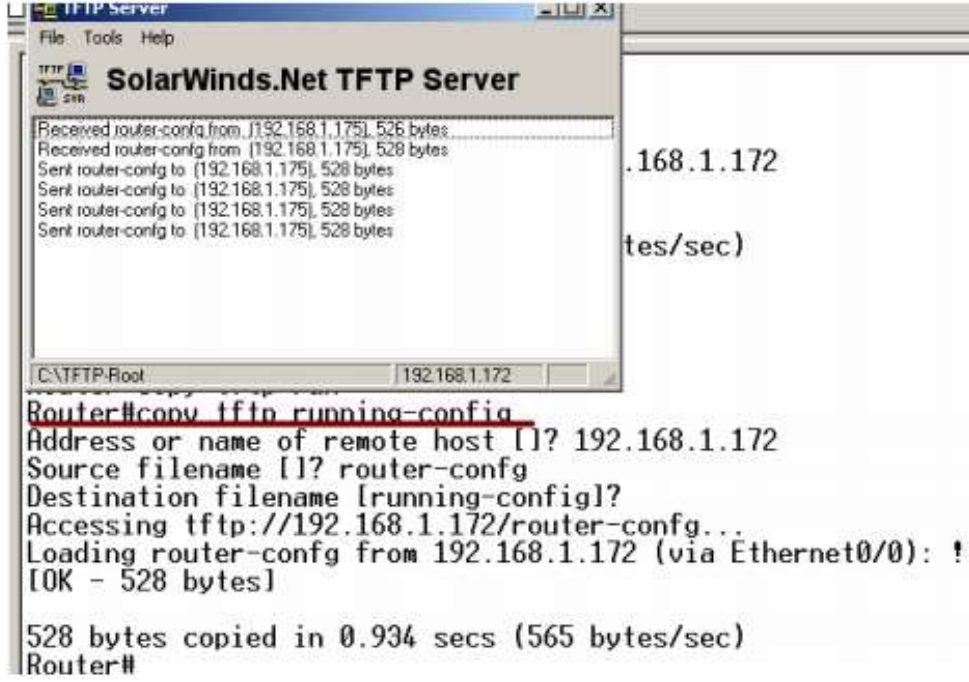 TFTP Server
File Tools Help
TFTP
SVR
SolarWinds.Net TFTP Server
Received router-confg from (192.168.1.175), 526 bytes
Received router-confg from (192.168.1.175), 528 bytes
Sent router-confg to (192.168.1.175), 528 bytes
Sent router-confg to (192.168.1.175), 528 bytes
Sent router-confg to (192.168.1.175), 528 bytes
Sent router-confg to (192.168.1.175), 528 bytes
C:\TFTP-Root 192.168.1.172
.168.1.172
tes/sec)
Router#copy tftp running-config
Address or name of remote host []? 192.168.1.172
Source filename []? router-confg
Destination filename [running-config]?
Accessing tftp://192.168.1.172/router-confg...
Loading router-confg from 192.168.1.172 (via Ethernet0/0): !
[OK - 528 bytes]
528 bytes copied in 0.934 secs (565 bytes/sec)
Router#